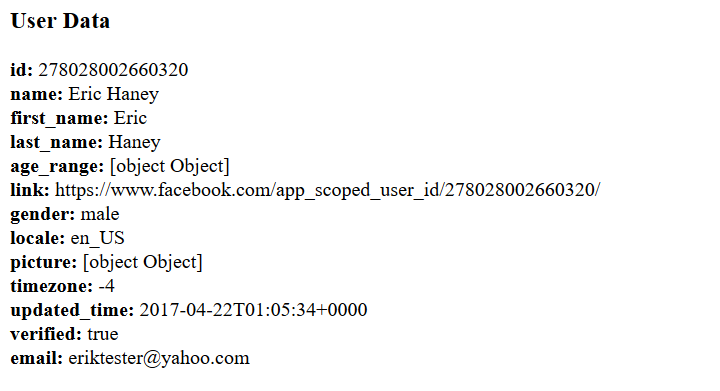 User Data
id: 278028002660320
name: Eric Haney
first_name: Eric
last_name: Haney
age_range: [object Object]
link: https://www.facebook.com/app_scoped_user_id/278028002660320/
gender: male
locale: en_US
picture: [object Object]
timezone: -4
updated_time: 2017-04-22T01:05:34+0000
verified: true
email: eriktester@yahoo.com